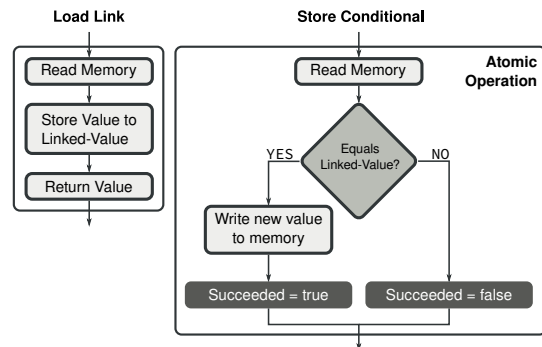 Load Link
Read Memory
Store Value to
Linked-Value
Return Value
Store Conditional
Atomic
Operation
Read Memory
Equals
Linked-Value?
YES
NO
Write new value
to memory
Succeeded = true
Succeeded = false